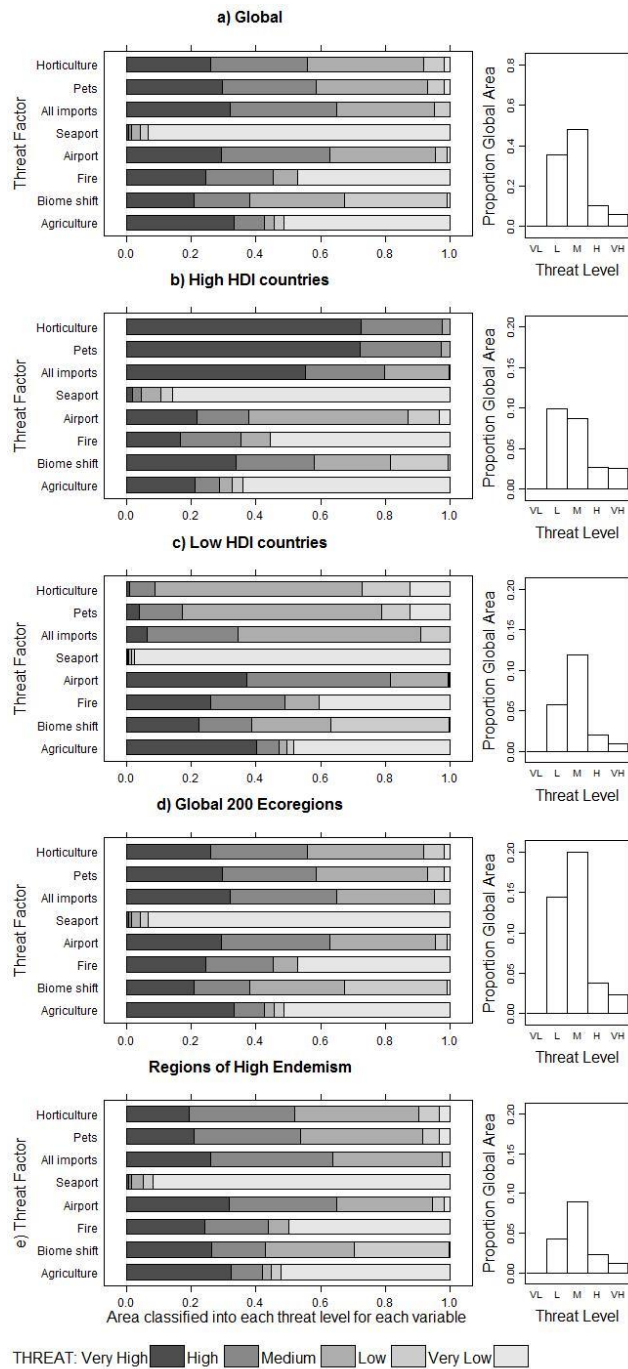 a) Global
Threat Factor
Horticulture
Pets
All imports
Seaport
Airport
Fire
Biome shift
Agriculture
0.0 0.2 0.4 0.6 0.8 1.0
Proportion Global Area
0.0 0.2 0.4 0.6 0.8
VL L M H VH
Threat Level
b) High HDI countries
Threat Factor
Horticulture
Pets
All imports
Seaport
Airport
Fire
Biome shift
Agriculture
0.0 0.2 0.4 0.6 0.8 1.0
Proportion Global Area
0.00 0.05 0.10 0.15 0.20
VL L M H VH
Threat Level
c) Low HDI countries
Threat Factor
Horticulture
Pets
All imports
Seaport
Airport
Fire
Biome shift
Agriculture
0.0 0.2 0.4 0.6 0.8 1.0
Proportion Global Area
0.00 0.05 0.10 0.15 0.20
VL L M H VH
Threat Level
d) Global 200 Ecoregions
Threat Factor
Horticulture
Pets
All imports
Seaport
Airport
Fire
Biome shift
Agriculture
0.0 0.2 0.4 0.6 0.8 1.0
Proportion Global Area
0.00 0.05 0.10 0.15 0.20
VL L M H VH
Threat Level
Regions of High Endemism
e) Threat Factor
Horticulture
Pets
All imports
Seaport
Airport
Fire
Biome shift
Agriculture
0.0 0.2 0.4 0.6 0.8 1.0
Area classified into each threat level for each variable
Proportion Global Area
0.00 0.05 0.10 0.15 0.20
VL L M H VH
Threat Level
THREAT: Very High High Medium Low Very Low